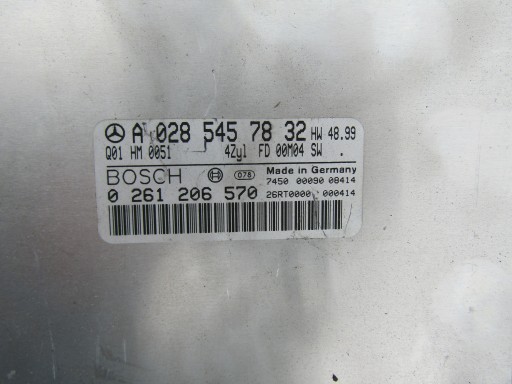 A 028 545 78 32 HW 48.99
Q01 HM 0051 4Zyl FD 00M04 SW .
BOSCH 078 Made in Germany
7450 00090 08414
0 261 206 570 26RT0000 000414